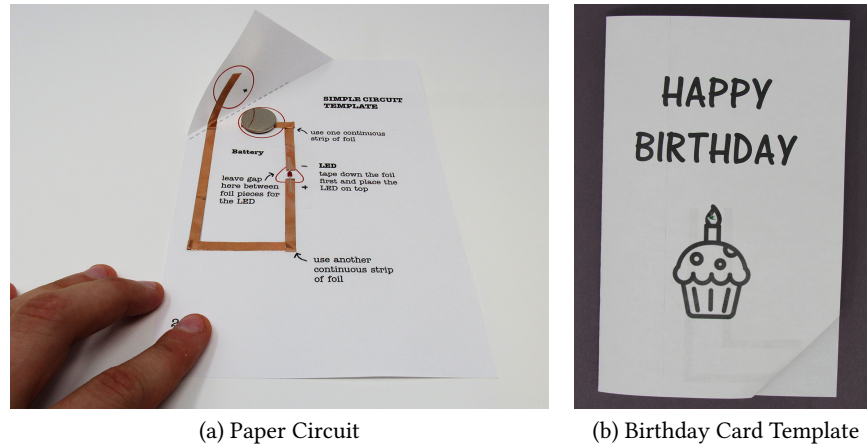 +
SIMPLE CIRCUIT
TEMPLATE
use one continuous
strip of foil
Battery
– LED
tape down the foil
first and place the
+ LED on top
leave gap
here between
foil pieces for
the LED
use another
continuous strip
of foil
2
HAPPY
BIRTHDAY
(a) Paper Circuit
(b) Birthday Card Template